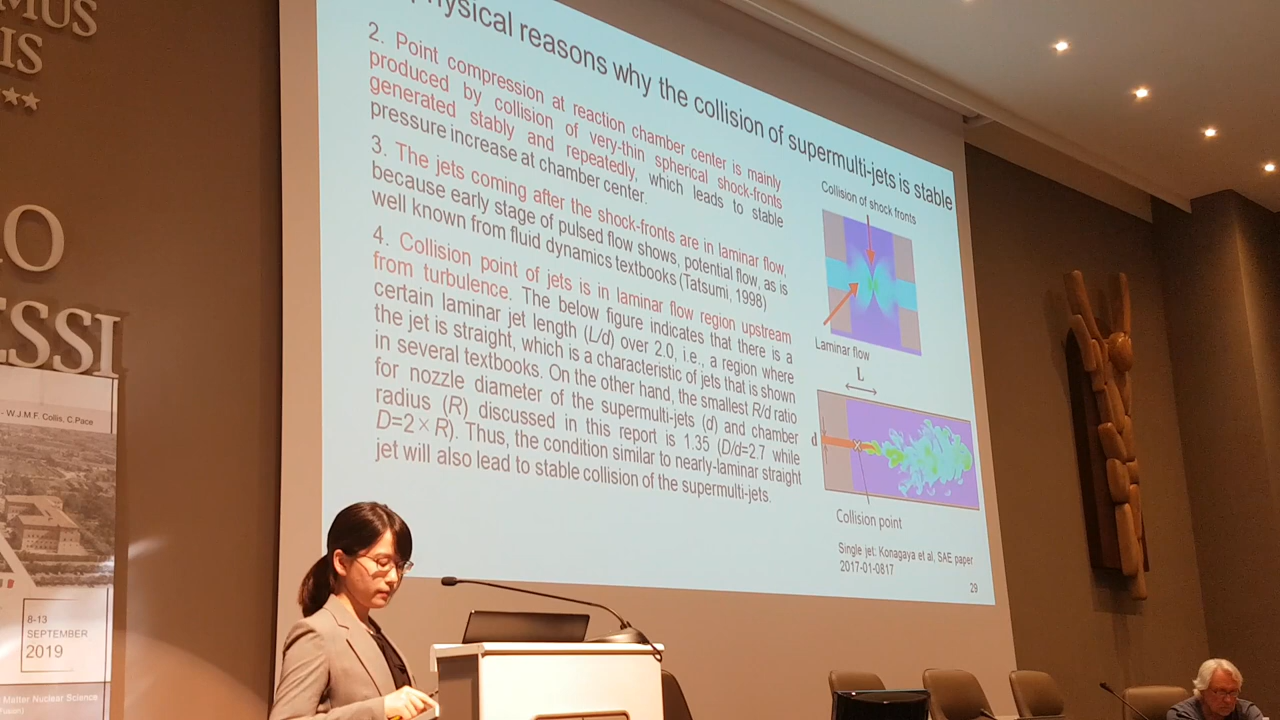 MUS
IS
O
ESSI
- W.J.M F. Collis, C.Pace
8-13
SEPTEMBER
2019
Matter Nuclear Science
Physical reasons why the collision of supermulti-jets is stable
2. Point compression at reaction chamber center is mainly
produced by collision of very-thin spherical shock-fronts
generated stably and repeatedly, which leads to stable
pressure increase at chamber center.
3. The jets coming after the shock-fronts are in laminar flow,
because early stage of pulsed flow shows, potential flow, as is
well known from fluid dynamics textbooks (Tatsumi, 1998)
4. Collision point of jets is in laminar flow region upstream
from turbulence. The below figure indicates that there is a
certain laminar jet length (L/d) over 2.0, i.e., a region where
the jet is straight, which is a characteristic of jets that is shown
in several textbooks. On the other hand, the smallest R/d ratio
for nozzle diameter of the supermulti-jets (d) and chamber
radius (R) discussed in this report is 1.35 (D/d=2.7 while
D=2×R). Thus, the condition similar to nearly-laminar straight
jet will also lead to stable collision of the supermulti-jets.
Collision of shock fronts
Laminar flow
L
d
Collision point
Single jet: Konagaya et al, SAE paper
2017-01-0817
29